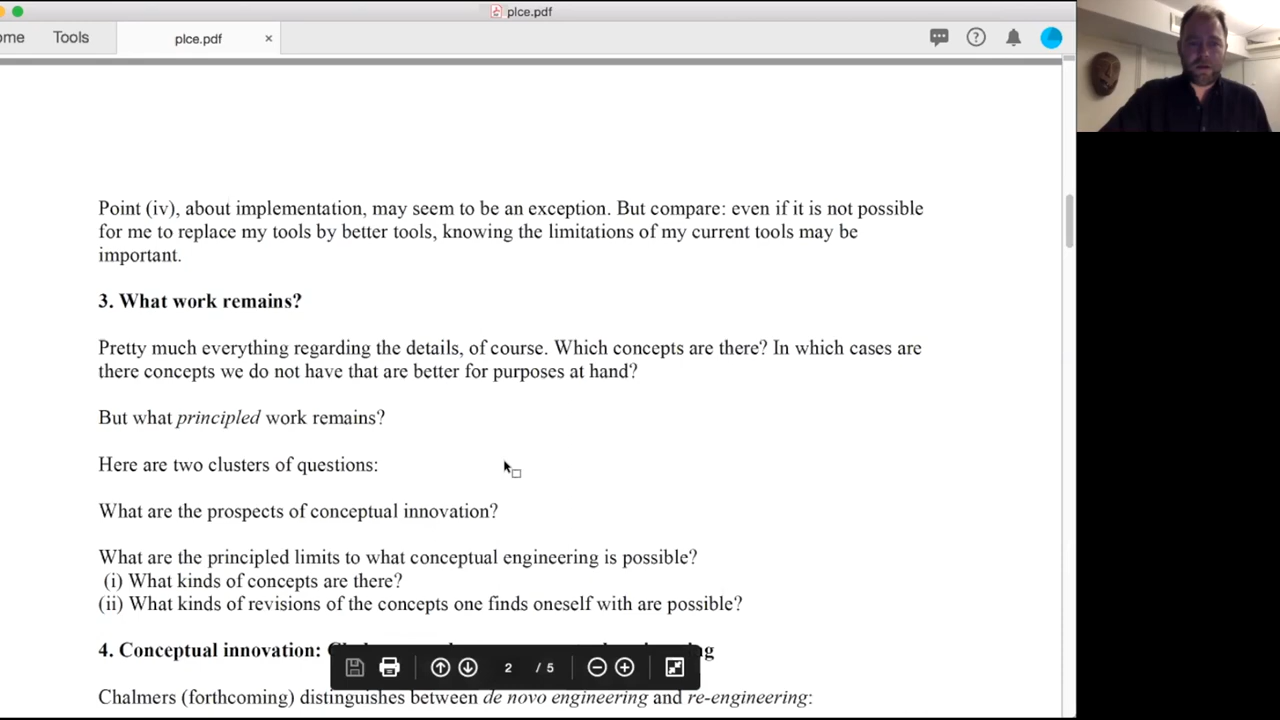 plce.pdf
ome Tools plce.pdf ×
Point (iv), about implementation, may seem to be an exception. But compare: even if it is not possible
for me to replace my tools by better tools, knowing the limitations of my current tools may be
important.
3. What work remains?
Pretty much everything regarding the details, of course. Which concepts are there? In which cases are
there concepts we do not have that are better for purposes at hand?
But what principled work remains?
Here are two clusters of questions:
What are the prospects of conceptual innovation?
What are the principled limits to what conceptual engineering is possible?
(i) What kinds of concepts are there?
(ii) What kinds of revisions of the concepts one finds oneself with are possible?
4. Conceptual innovation:
2 / 5
Chalmers (forthcoming) distinguishes between de novo engineering and re-engineering: